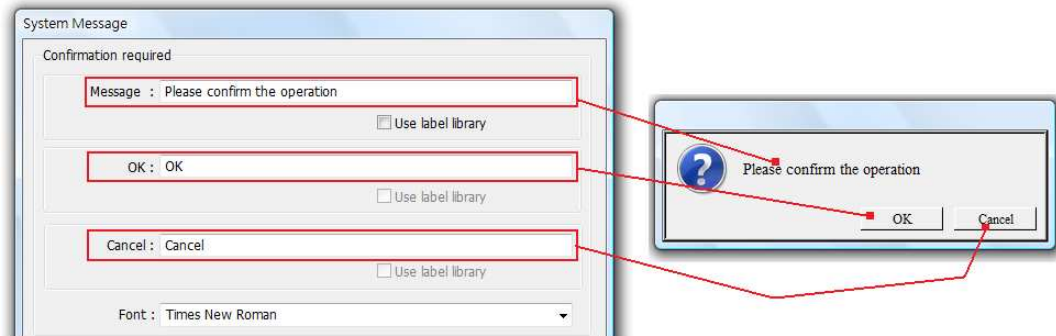 System Message
Confirmation required
Message : Please confirm the operation
Use label library
OK : OK
Use label library
Cancel : Cancel
Use label library
Font : Times New Roman
Please confirm the operation
OK Cancel